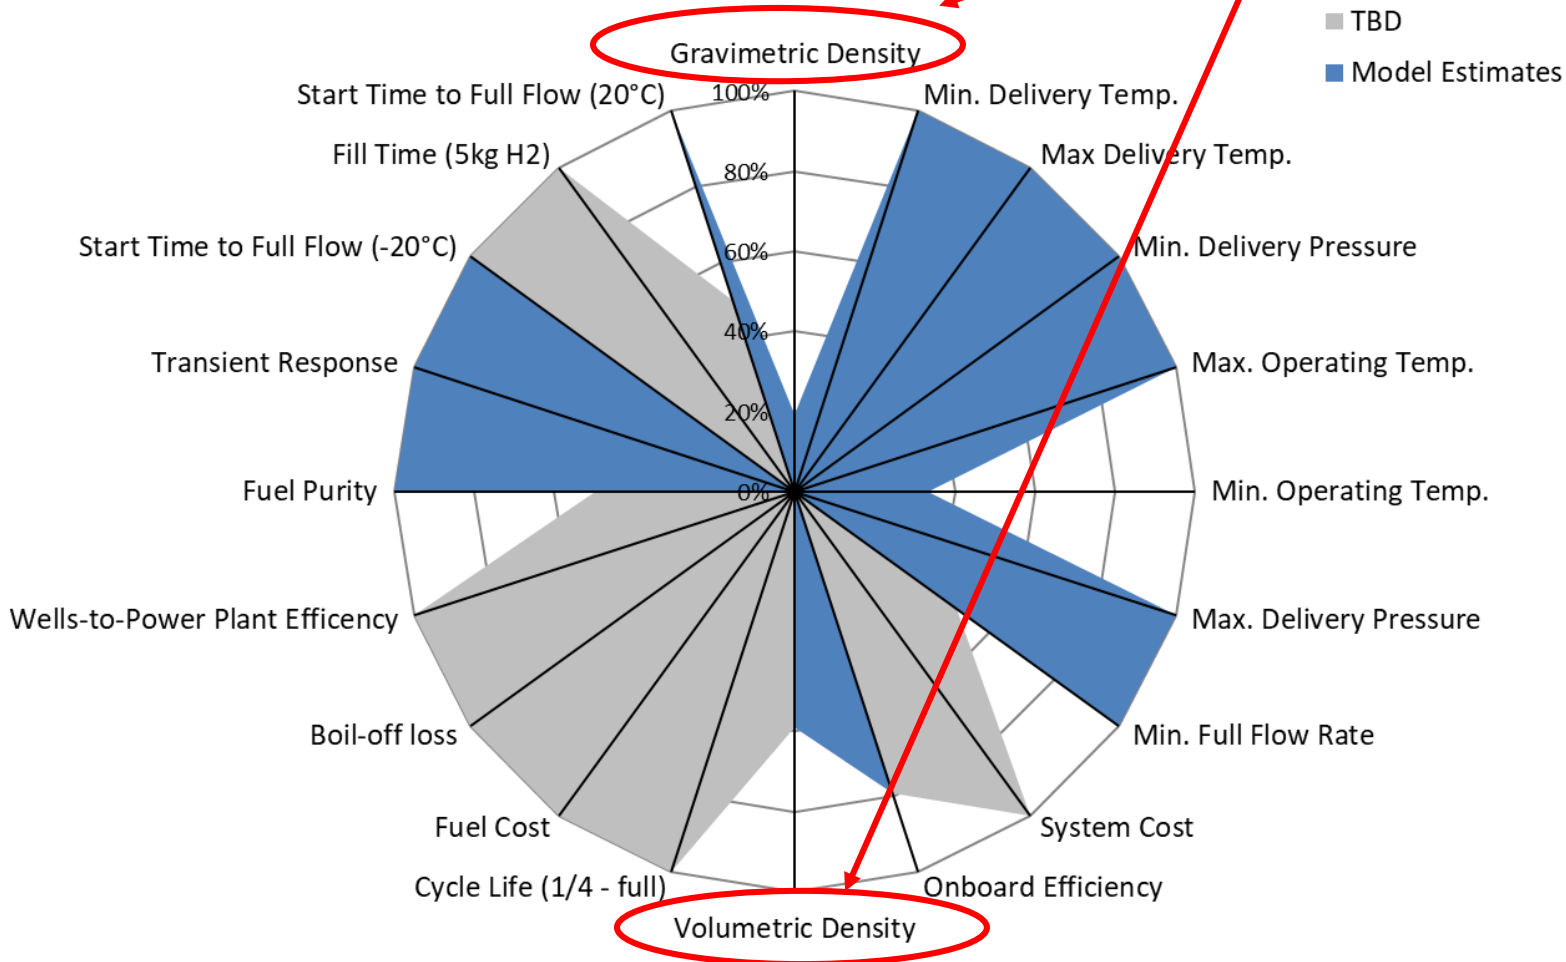 TBD
Model Estimates
Gravimetric Density
Start Time to Full Flow (20°C)
100%
Min. Delivery Temp.
Fill Time (5kg H2)
80%
Max Delivery Temp.
Start Time to Full Flow (-20°C)
60%
Min. Delivery Pressure
Transient Response
40%
Max. Operating Temp.
20%
Fuel Purity
0%
Min. Operating Temp.
Wells-to-Power Plant Efficency
Max. Delivery Pressure
Boil-off loss
Min. Full Flow Rate
Fuel Cost
System Cost
Cycle Life (1/4 - full)
Onboard Efficiency
Volumetric Density